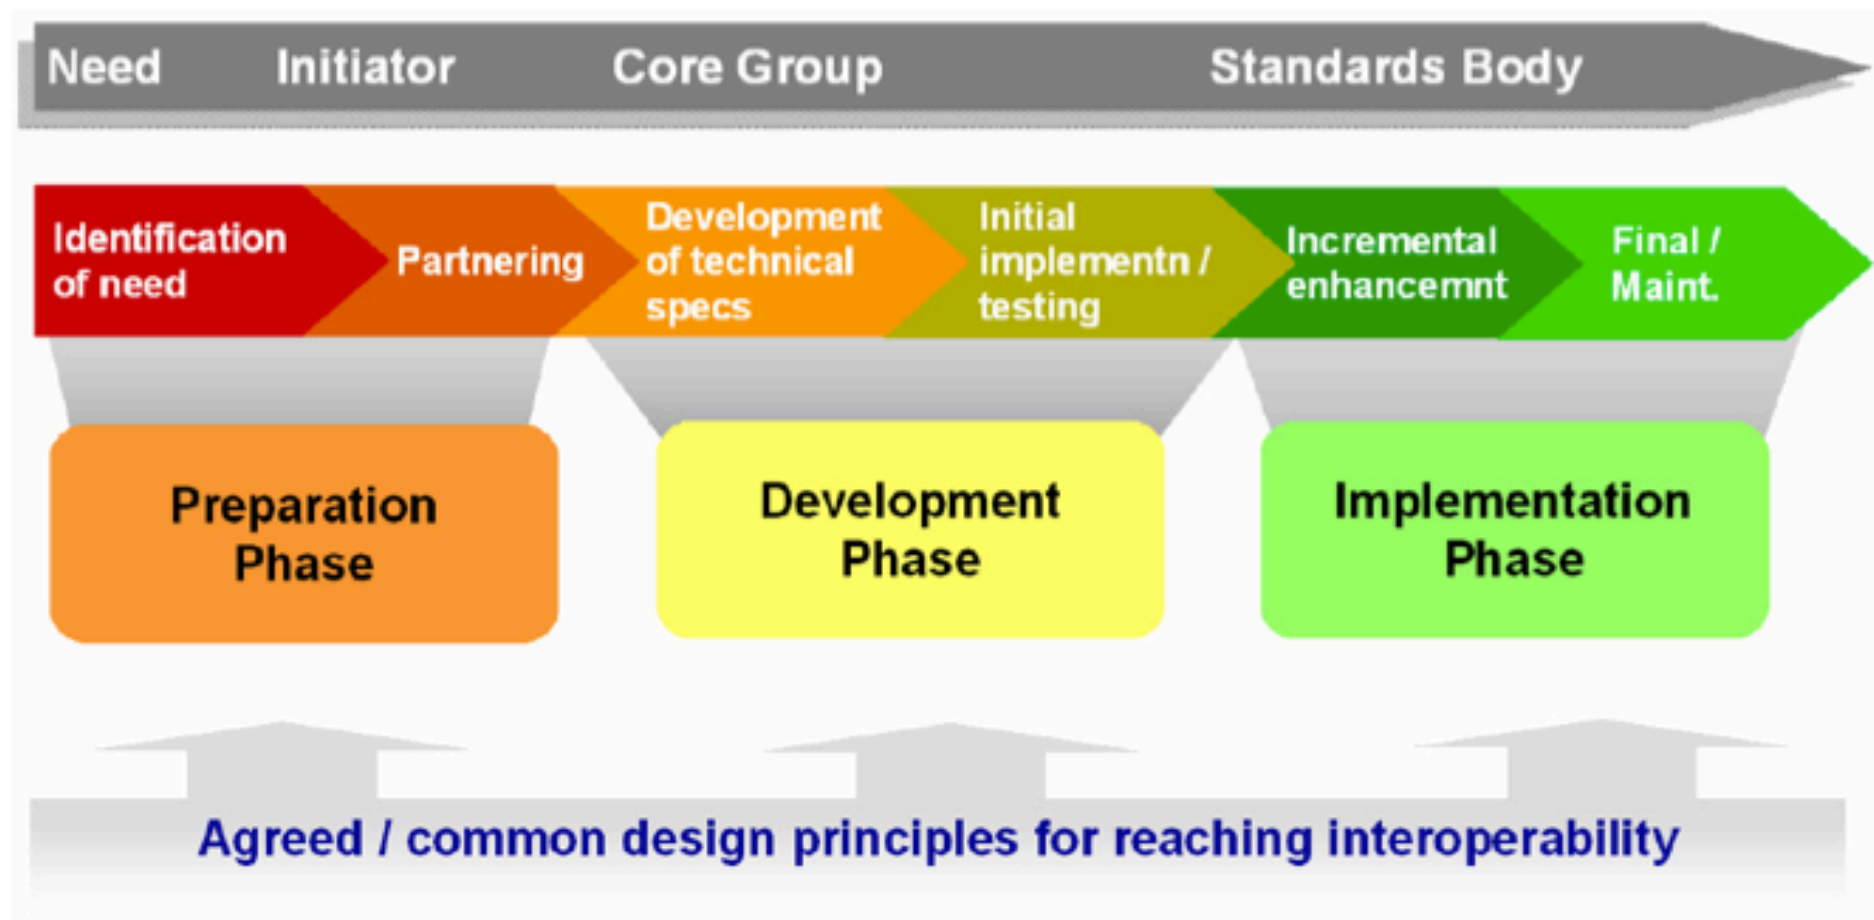 Need Initiator Core Group Standards Body
Identification
of need
Partnering
Development
of technical
specs
Initial
implementn /
testing
Incremental
enhancemnt
Final /
Maint.
Preparation
Phase
Development
Phase
Implementation
Phase
Agreed / common design principles for reaching interoperability